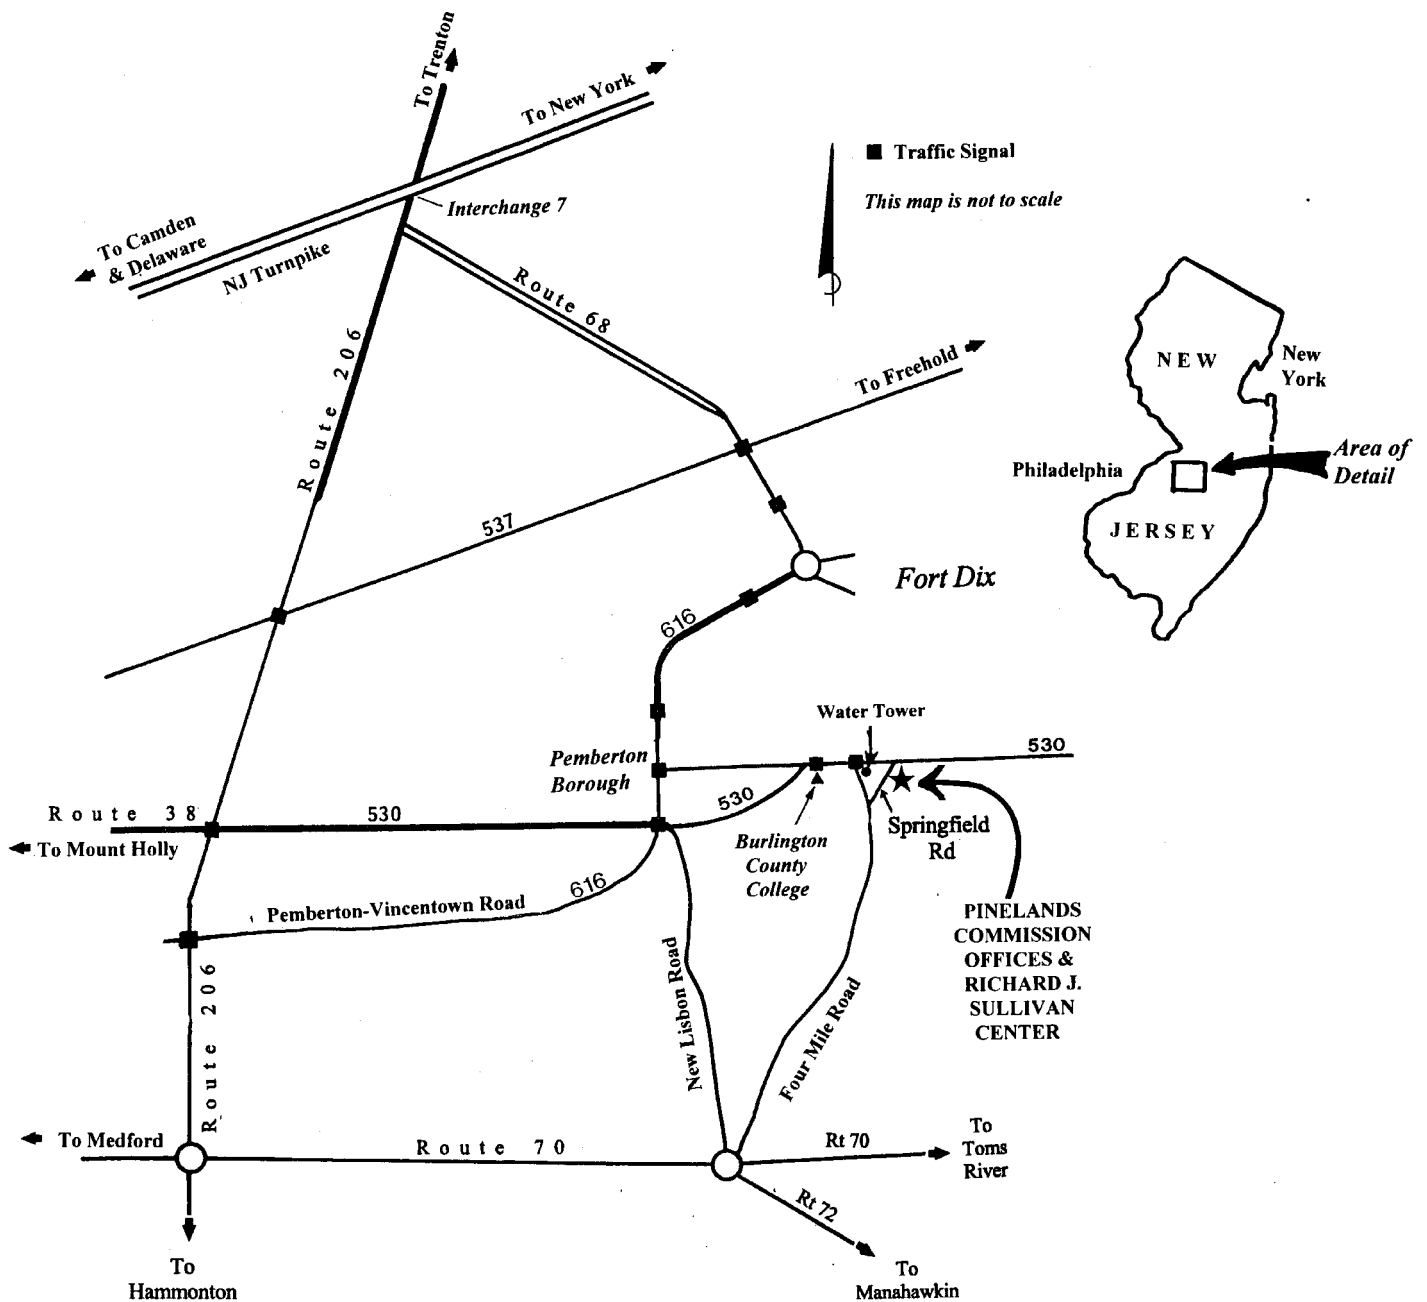 To Trenton
To New York
Traffic Signal
This map is not to scale
Interchange 7
To Camden
& Delaware
NJ Turnpike
Route 68
Route 206
To Freehold
NEW
New
York
Philadelphia
Area of
Detail
JERSEY
537
Fort Dix
616
Water Tower
Pemberton
Borough
530
530
Route 38
530
To Mount Holly
Springfield
Rd
Burlington
County
College
616
Pemberton-Vincentown Road
PINELANDS
COMMISSION
OFFICES &
RICHARD J.
SULLIVAN
CENTER
Route 206
New Lisbon Road
Four Mile Road
To Medford
Route 70
Rt 70
To
Toms
River
Rt 72
To
Hammonton
To
Manahawkin